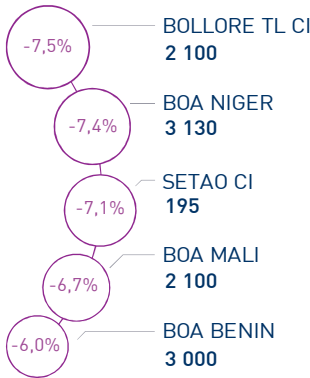 -7,5%
BOLLORE TL CI
2 100
-7,4%
BOA NIGER
3 130
-7,1%
SETAO CI
195
-6,7%
BOA MALI
2 100
-6,0%
BOA BENIN
3 000